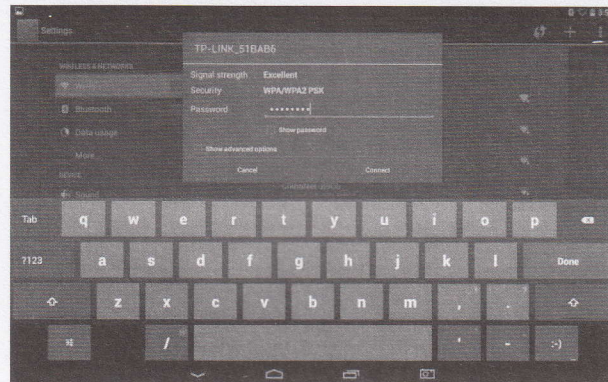 Settings
TP-LINK_51BAB6
WIRELESS & NETWORKS
Signal strength Excellent
Security WPA/WPA2 PSK
Password ••••••••
Bluetooth
Show password
Data usage
Show advanced options
More
Cancel Connect
DEVICE
Sound
Tab q w e r t y u i o p
?123 a s d f g h j k l Done
z x c v b n m , .
/ ' - :-)